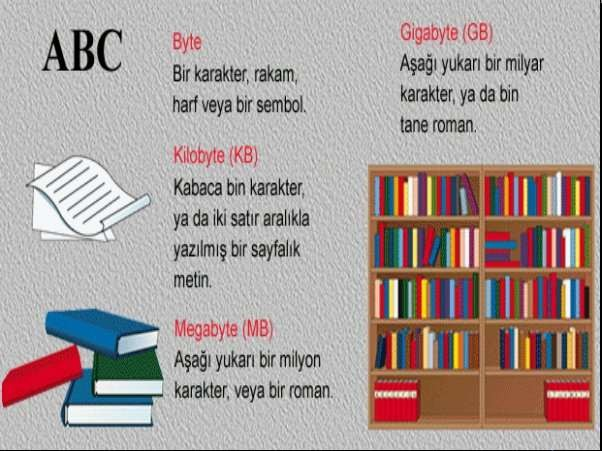 ABC
Byte
Bir karakter, rakam,
harf veya bir sembol.
Kilobyte (KB)
Kabaca bin karakter,
ya da iki satır aralıkla
yazılmış bir sayfalık
metin.
Megabyte (MB)
Aşağı yukarı bir milyon
karakter, veya bir roman.
Gigabyte (GB)
Aşağı yukarı bir milyar
karakter, ya da bin
tane roman.